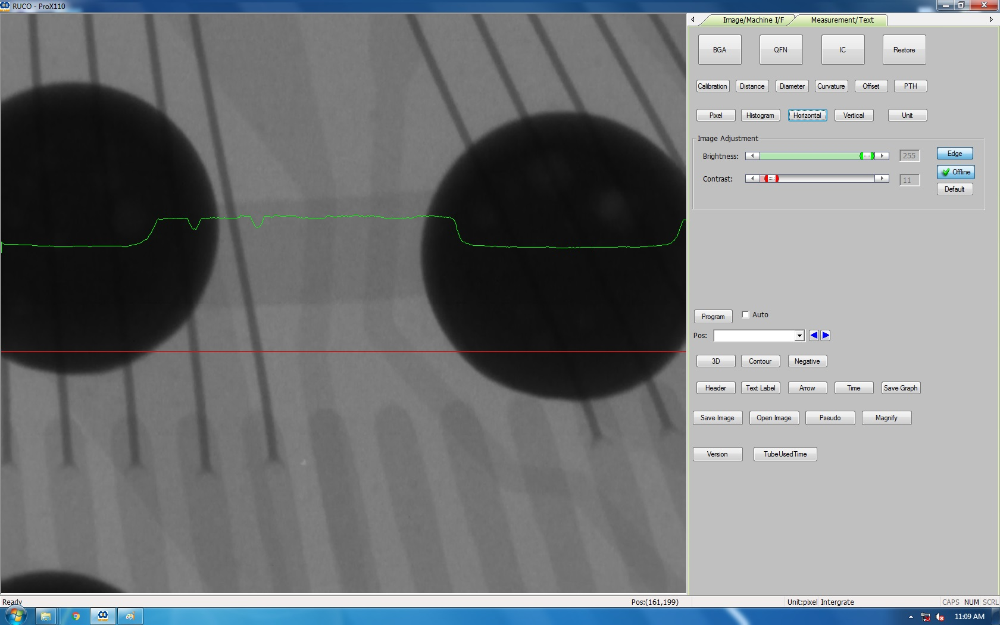 RUCO - ProX110
Image/Machine I/F
Measurement/Text
BGA
QFN
IC
Restore
Calibration
Distance
Diameter
Curvature
Offset
PTH
Pixel
Histogram
Horizontal
Vertical
Unit
Image Adjustment
Brightness:
255
Edge
Contrast:
11
Offline
Default
Program
Auto
Pos:
3D
Contour
Negative
Header
Text Label
Arrow
Time
Save Graph
Save Image
Open Image
Pseudo
Magnify
Version
TubeUsedTime
Ready
Pos:(161,199)
Unit:pixel
Intergrate
CAPS
NUM
SCRL
11:09 AM